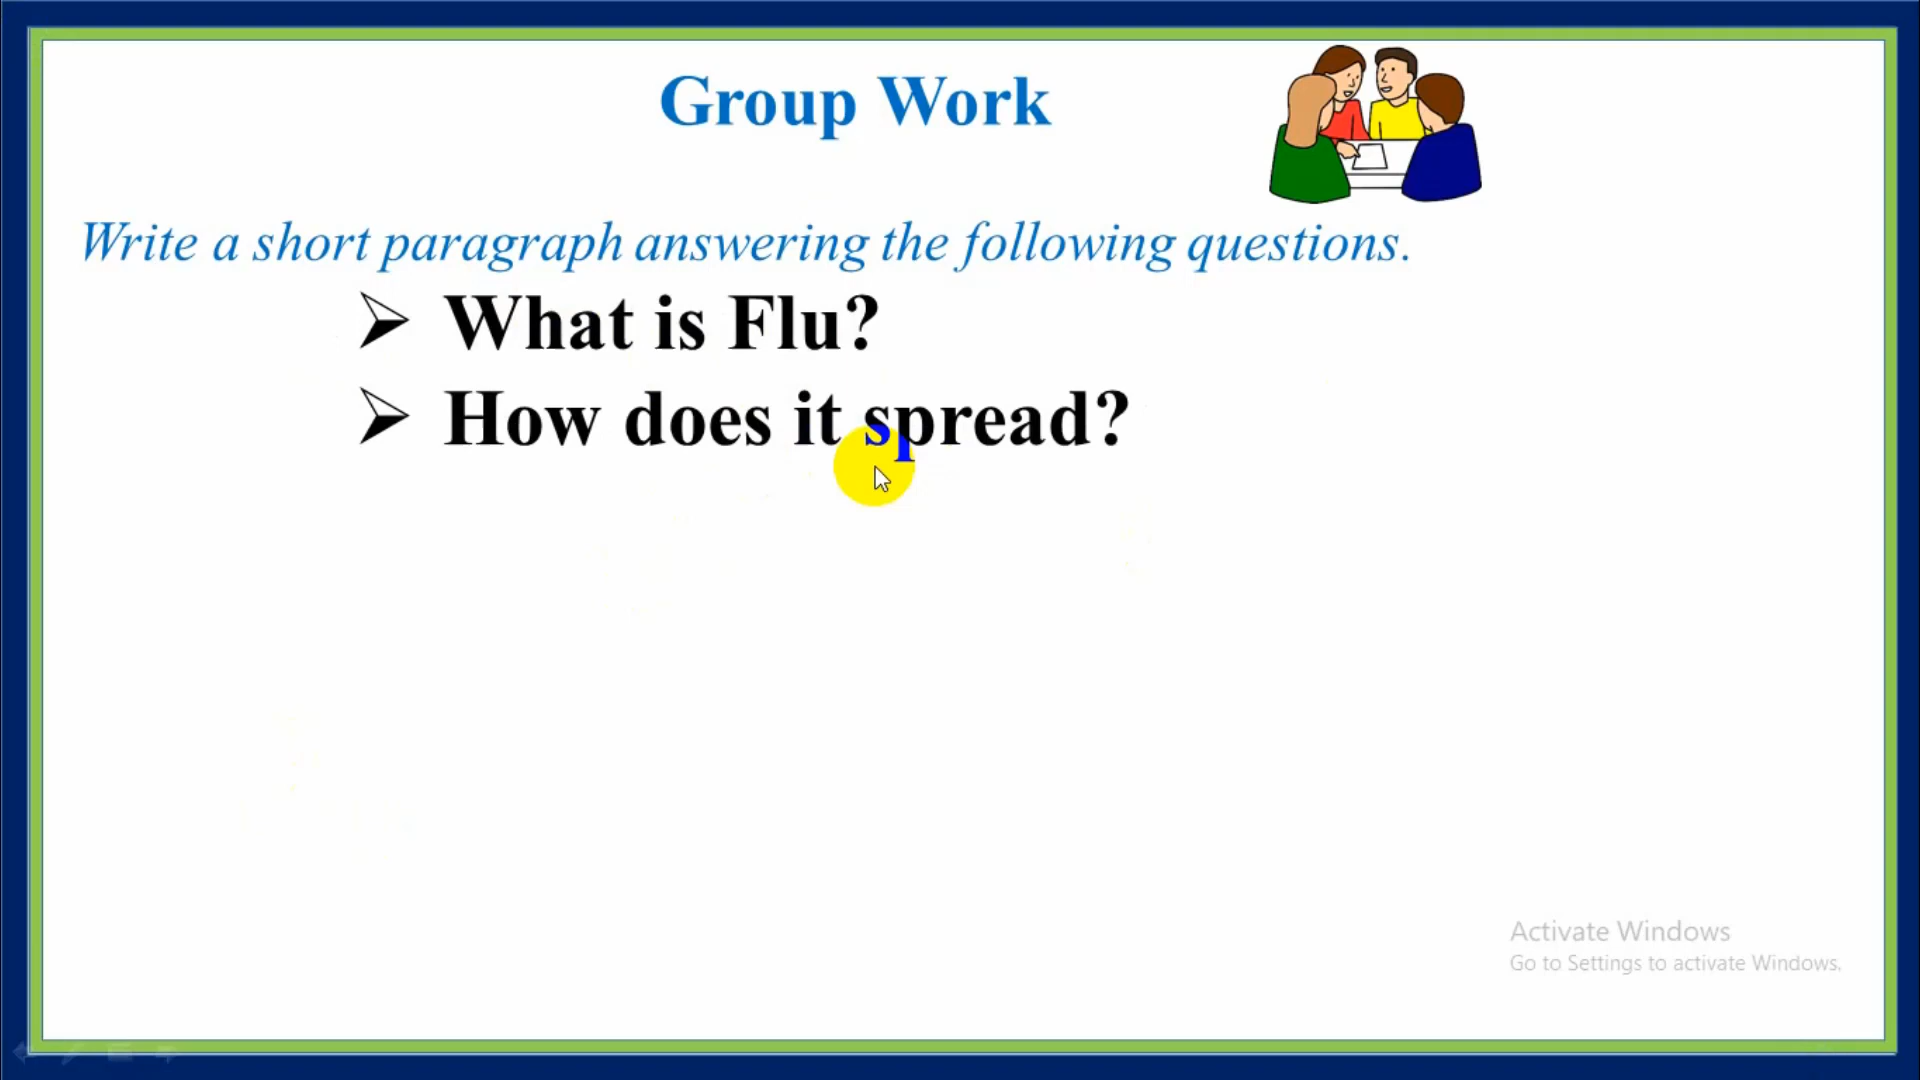 Group Work
Write a short paragraph answering the following questions.
➢ What is Flu?
➢ How does it spread?
Activate Windows
Go to Settings to activate Windows.